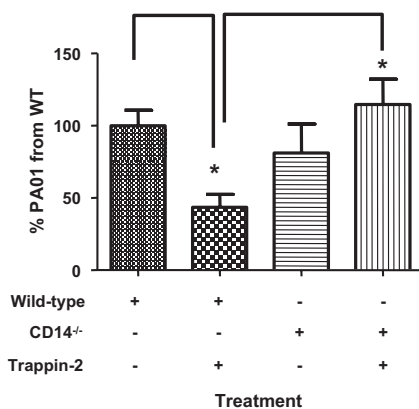 150
100
50
0
% PA01 from WT
*
*
Wild-type + + - -
CD14-/- - - + +
Trappin-2 - + - +
Treatment